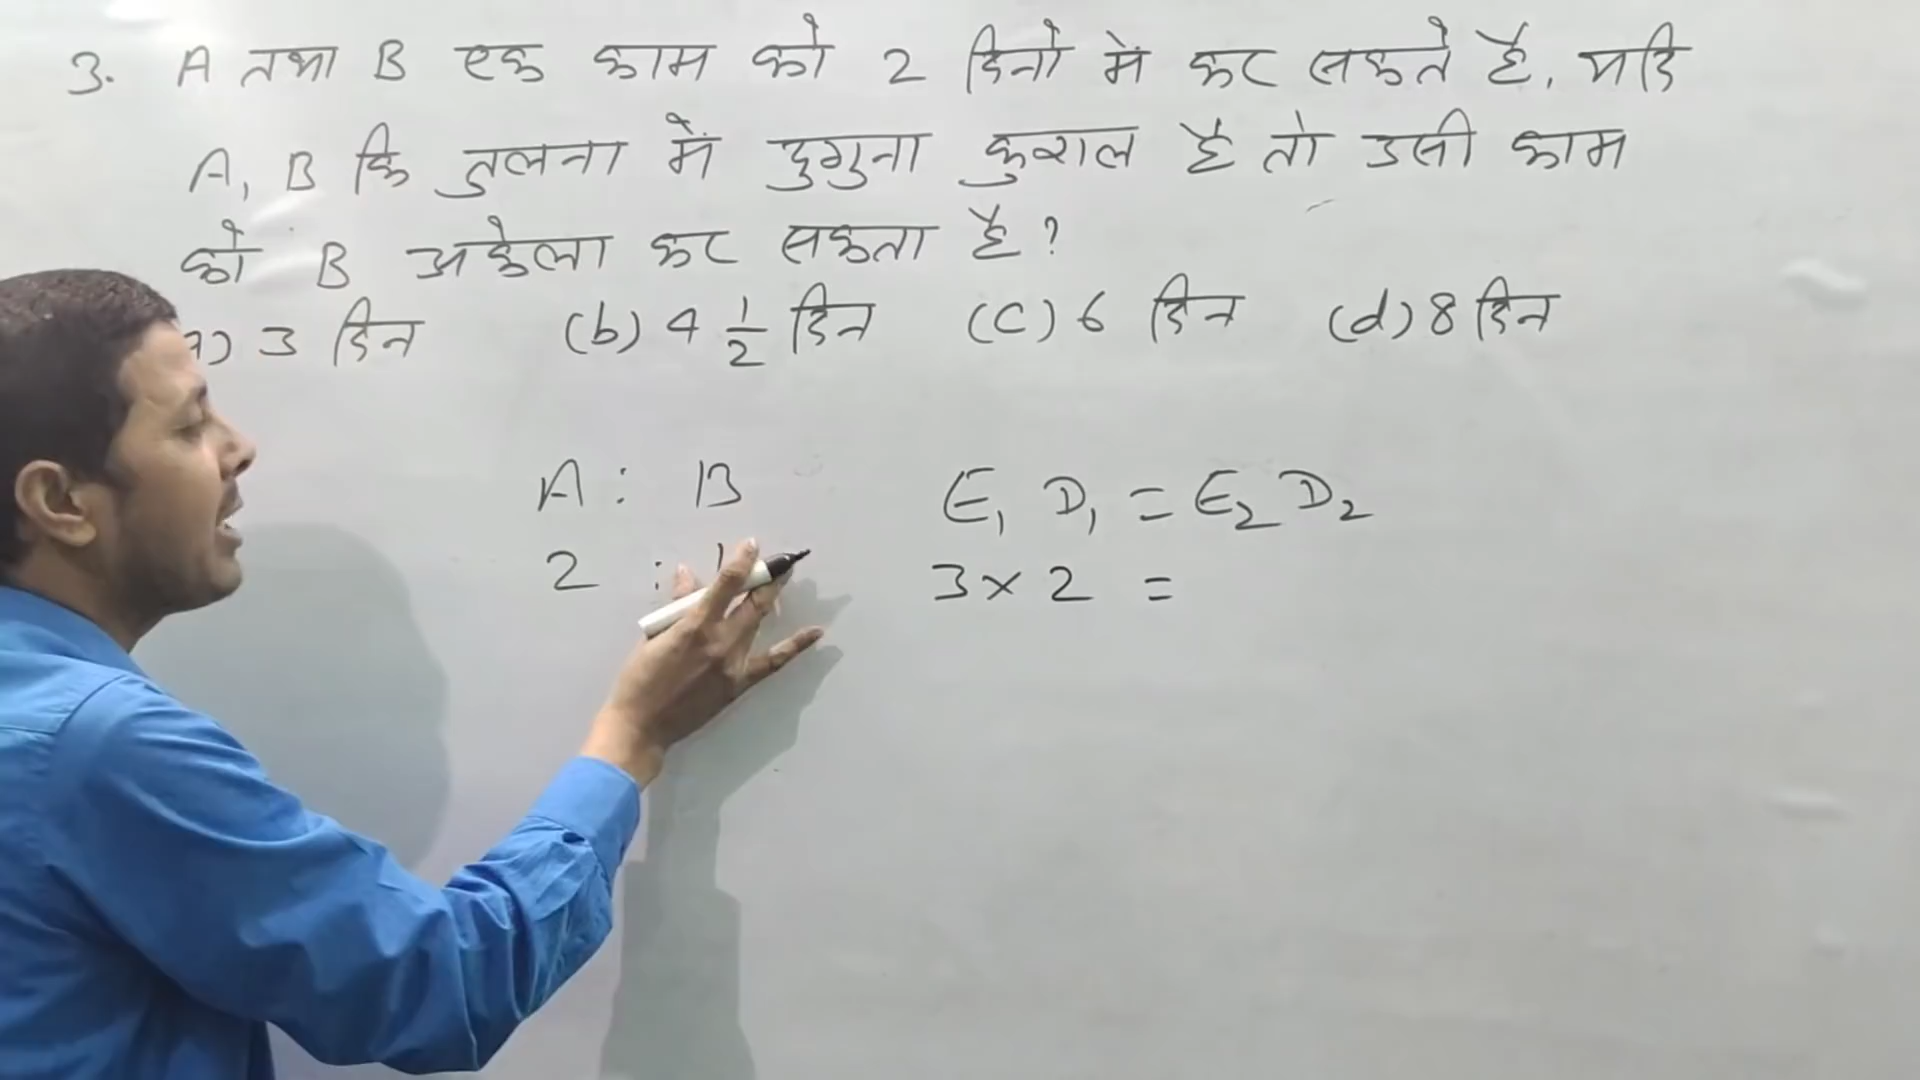 3. A तथा B एक काम को 2 दिनो में कर सकते है, यदि
A, B कि तुलना में दुगुना कुशल है तो उसी काम
को B अकेला कर सकता है?
) 3 दिन (b) 4 1/2 दिन (c) 6 दिन (d) 8 दिन
A : B E₁ D₁ = E₂ D₂
2 : 1 3 × 2 =